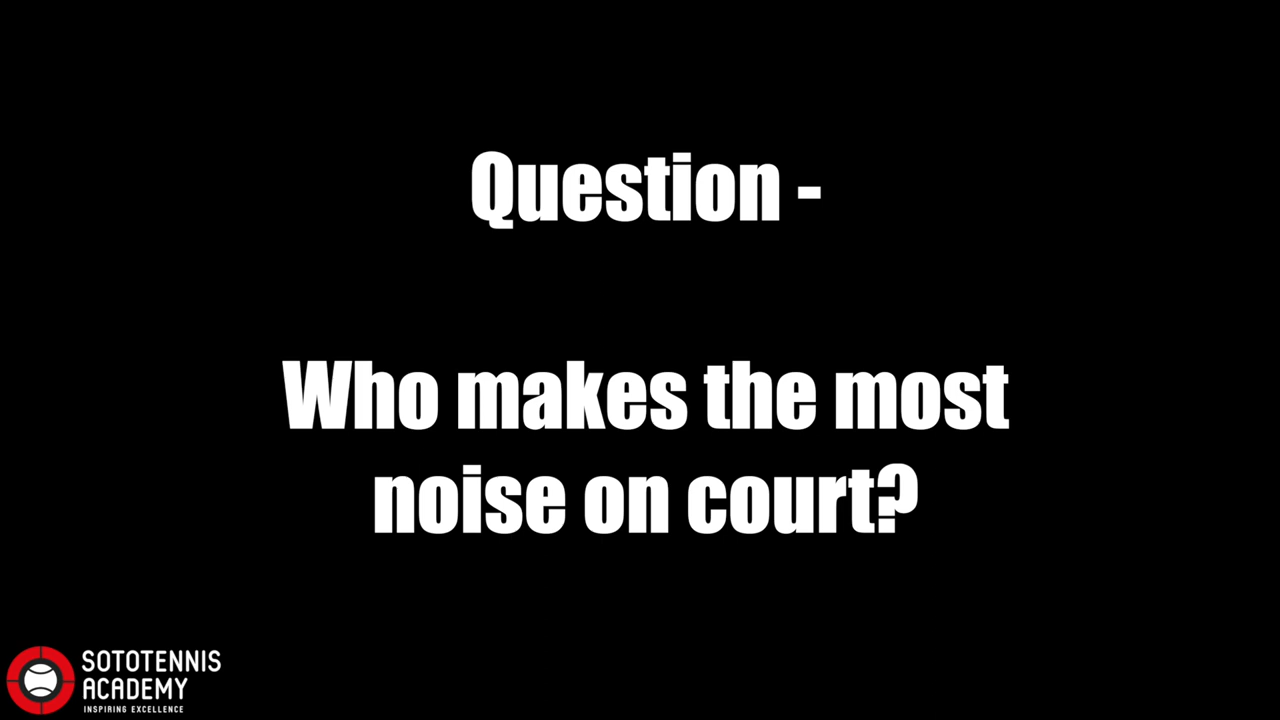 Question -
Who makes the most
noise on court?
SOTOTENNIS
ACADEMY
INSPIRING EXCELLENCE